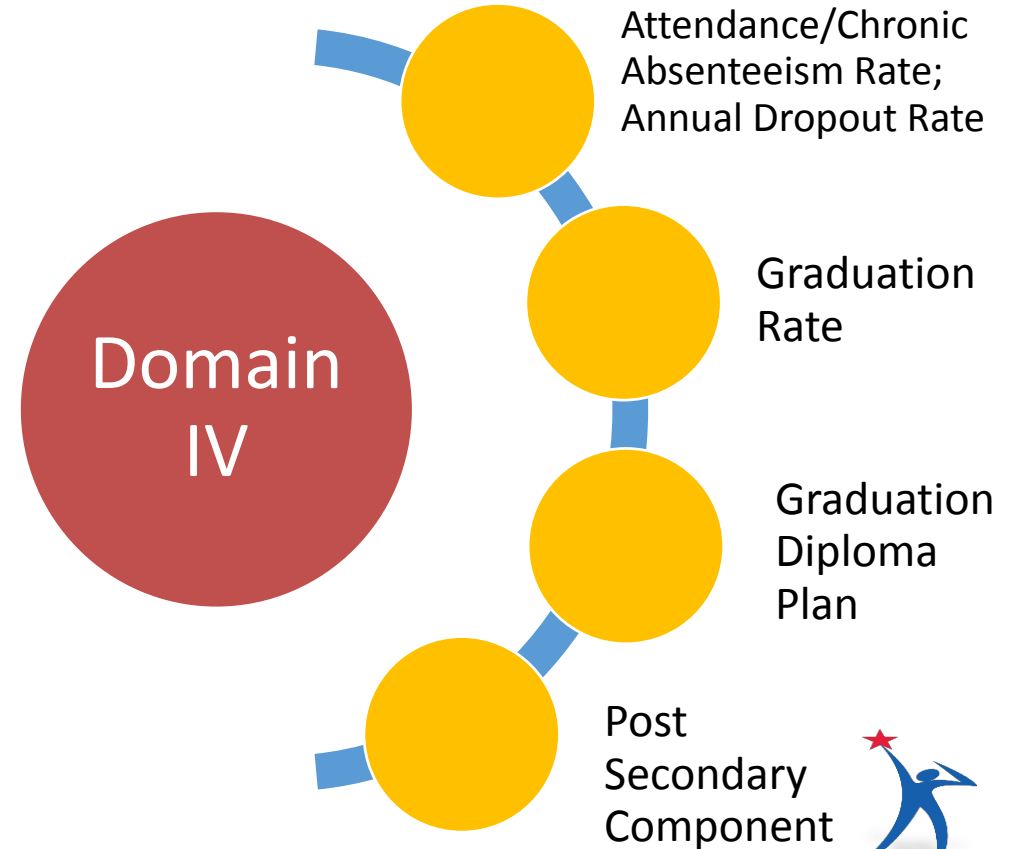 Attendance/Chronic
Absenteeism Rate;
Annual Dropout Rate
Graduation
Rate
Domain
IV
Graduation
Diploma
Plan
Post
Secondary
Component